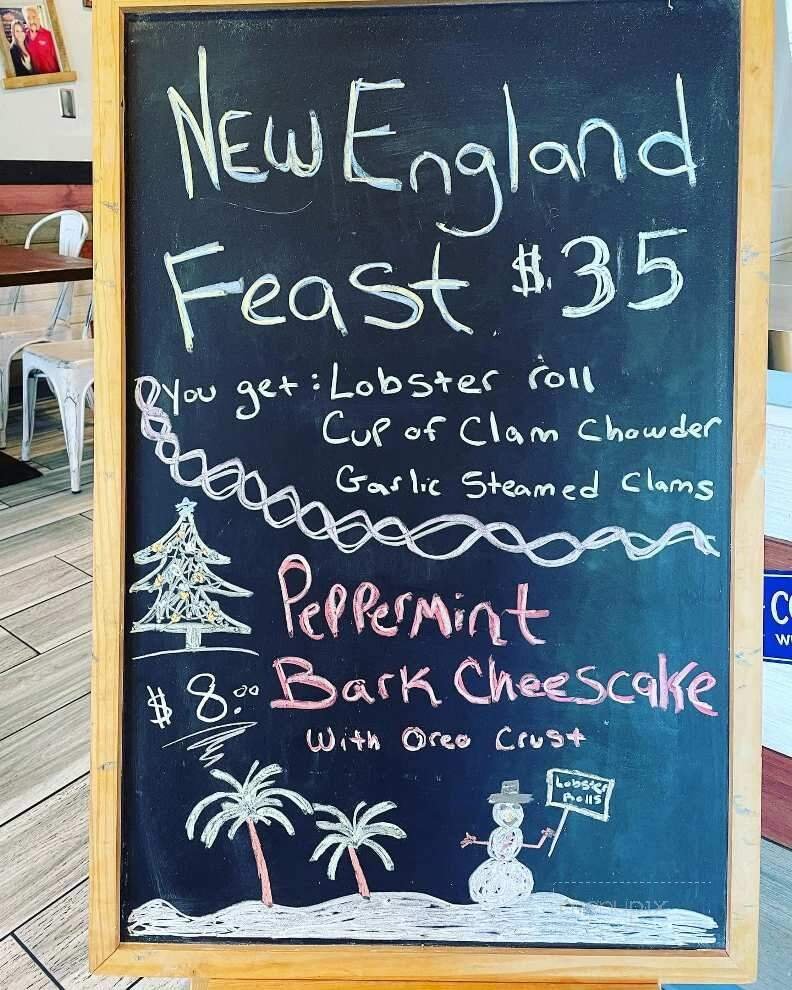 New England
Feast $35
You get: Lobster roll
Cup of Clam Chowder
Garlic Steamed Clams
Peppermint
$8.00 Bark Cheesecake
With Oreo Crust
Lobster
Rolls